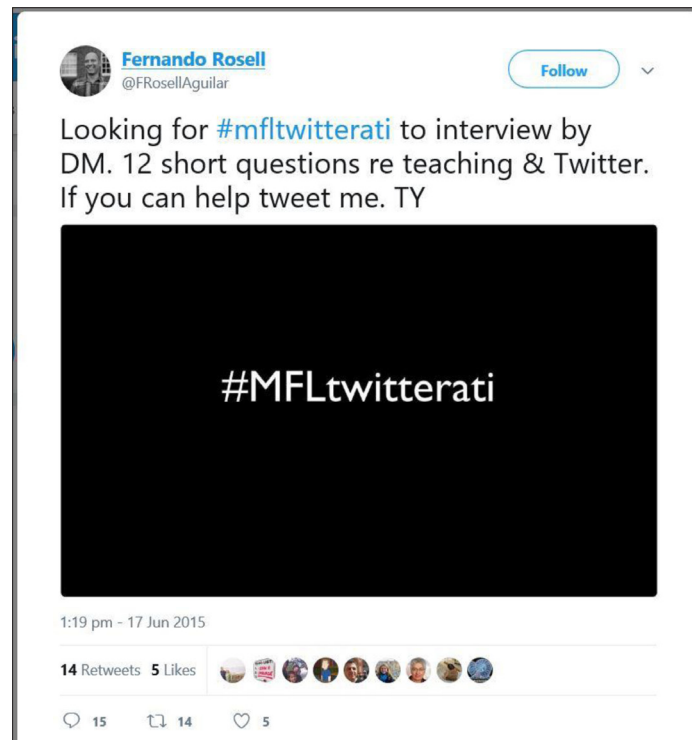 Fernando Rosell
@FRosellAguilar
Follow
Looking for #mfltwitterati to interview by
DM. 12 short questions re teaching & Twitter.
If you can help tweet me. TY
#MFLtwitterati
1:19 pm - 17 Jun 2015
14 Retweets 5 Likes
15 14 5